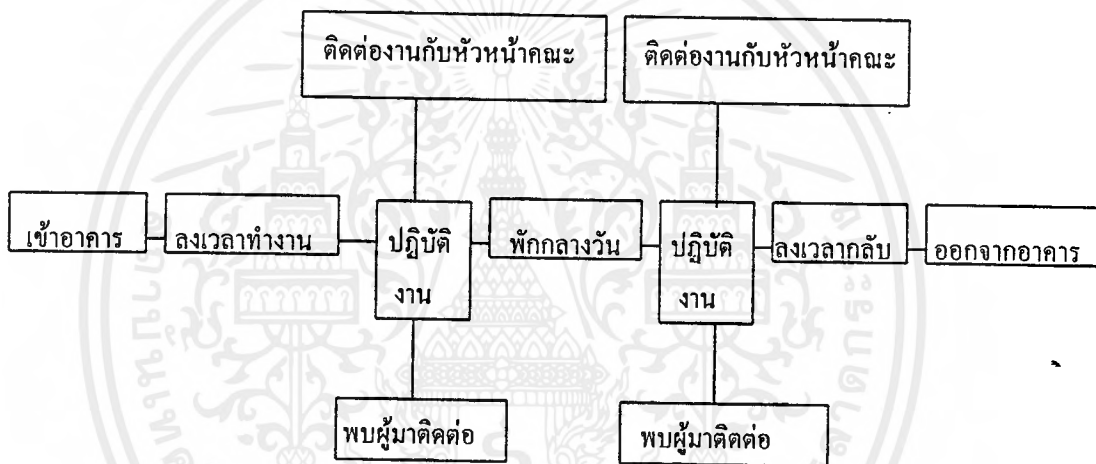 ติดต่องานกับหัวหน้าคณะ
ติดต่องานกับหัวหน้าคณะ
เข้าอาคาร
ลงเวลาทำงาน
ปฏิบัติ
งาน
พักกลางวัน
ปฏิบัติ
งาน
ลงเวลากลับ
ออกจากอาคาร
พบผู้มาติดต่อ
พบผู้มาติดต่อ